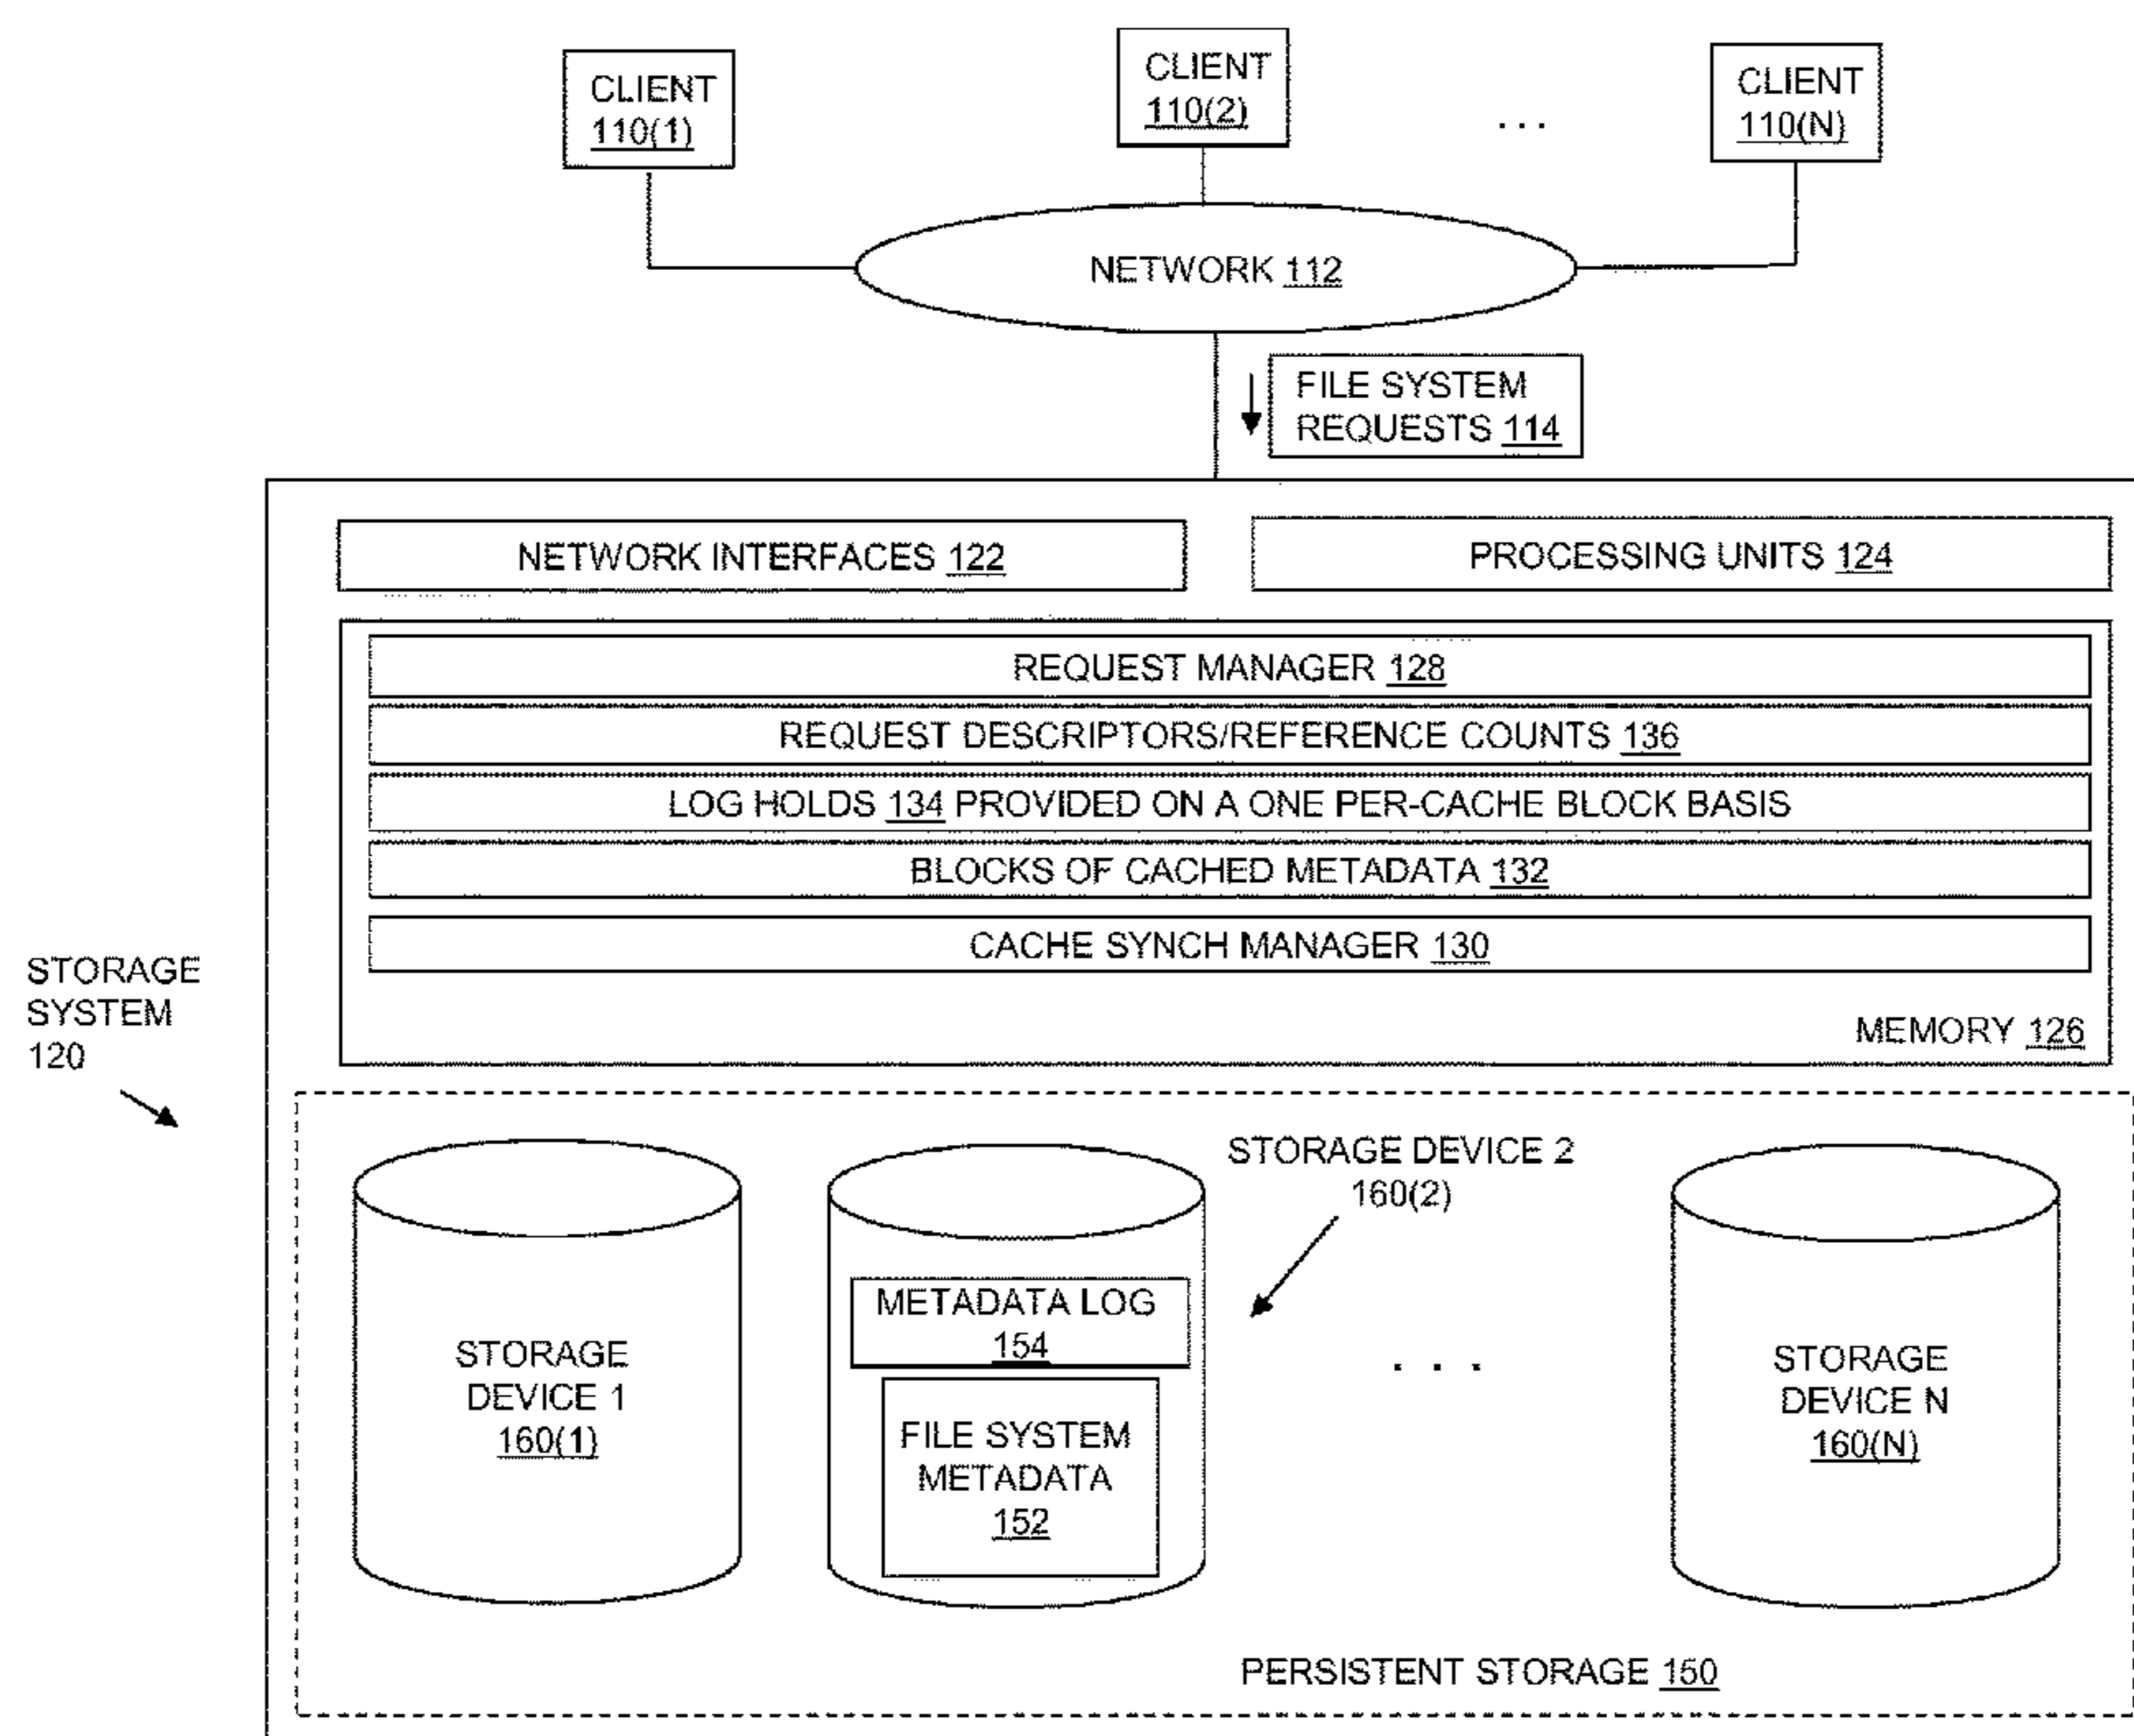 CLIENT
110(1)
CLIENT
110(2)
...
CLIENT
110(N)
NETWORK 112
FILE SYSTEM
REQUESTS 114
NETWORK INTERFACES 122
PROCESSING UNITS 124
REQUEST MANAGER 128
REQUEST DESCRIPTORS/REFERENCE COUNTS 136
LOG HOLDS 134 PROVIDED ON A ONE PER-CACHE BLOCK BASIS
BLOCKS OF CACHED METADATA 132
CACHE SYNCH MANAGER 130
MEMORY 126
STORAGE
SYSTEM
120
STORAGE
DEVICE 1
160(1)
METADATA LOG
154
FILE SYSTEM
METADATA
152
STORAGE DEVICE 2
160(2)
. . .
STORAGE
DEVICE N
160(N)
PERSISTENT STORAGE 150